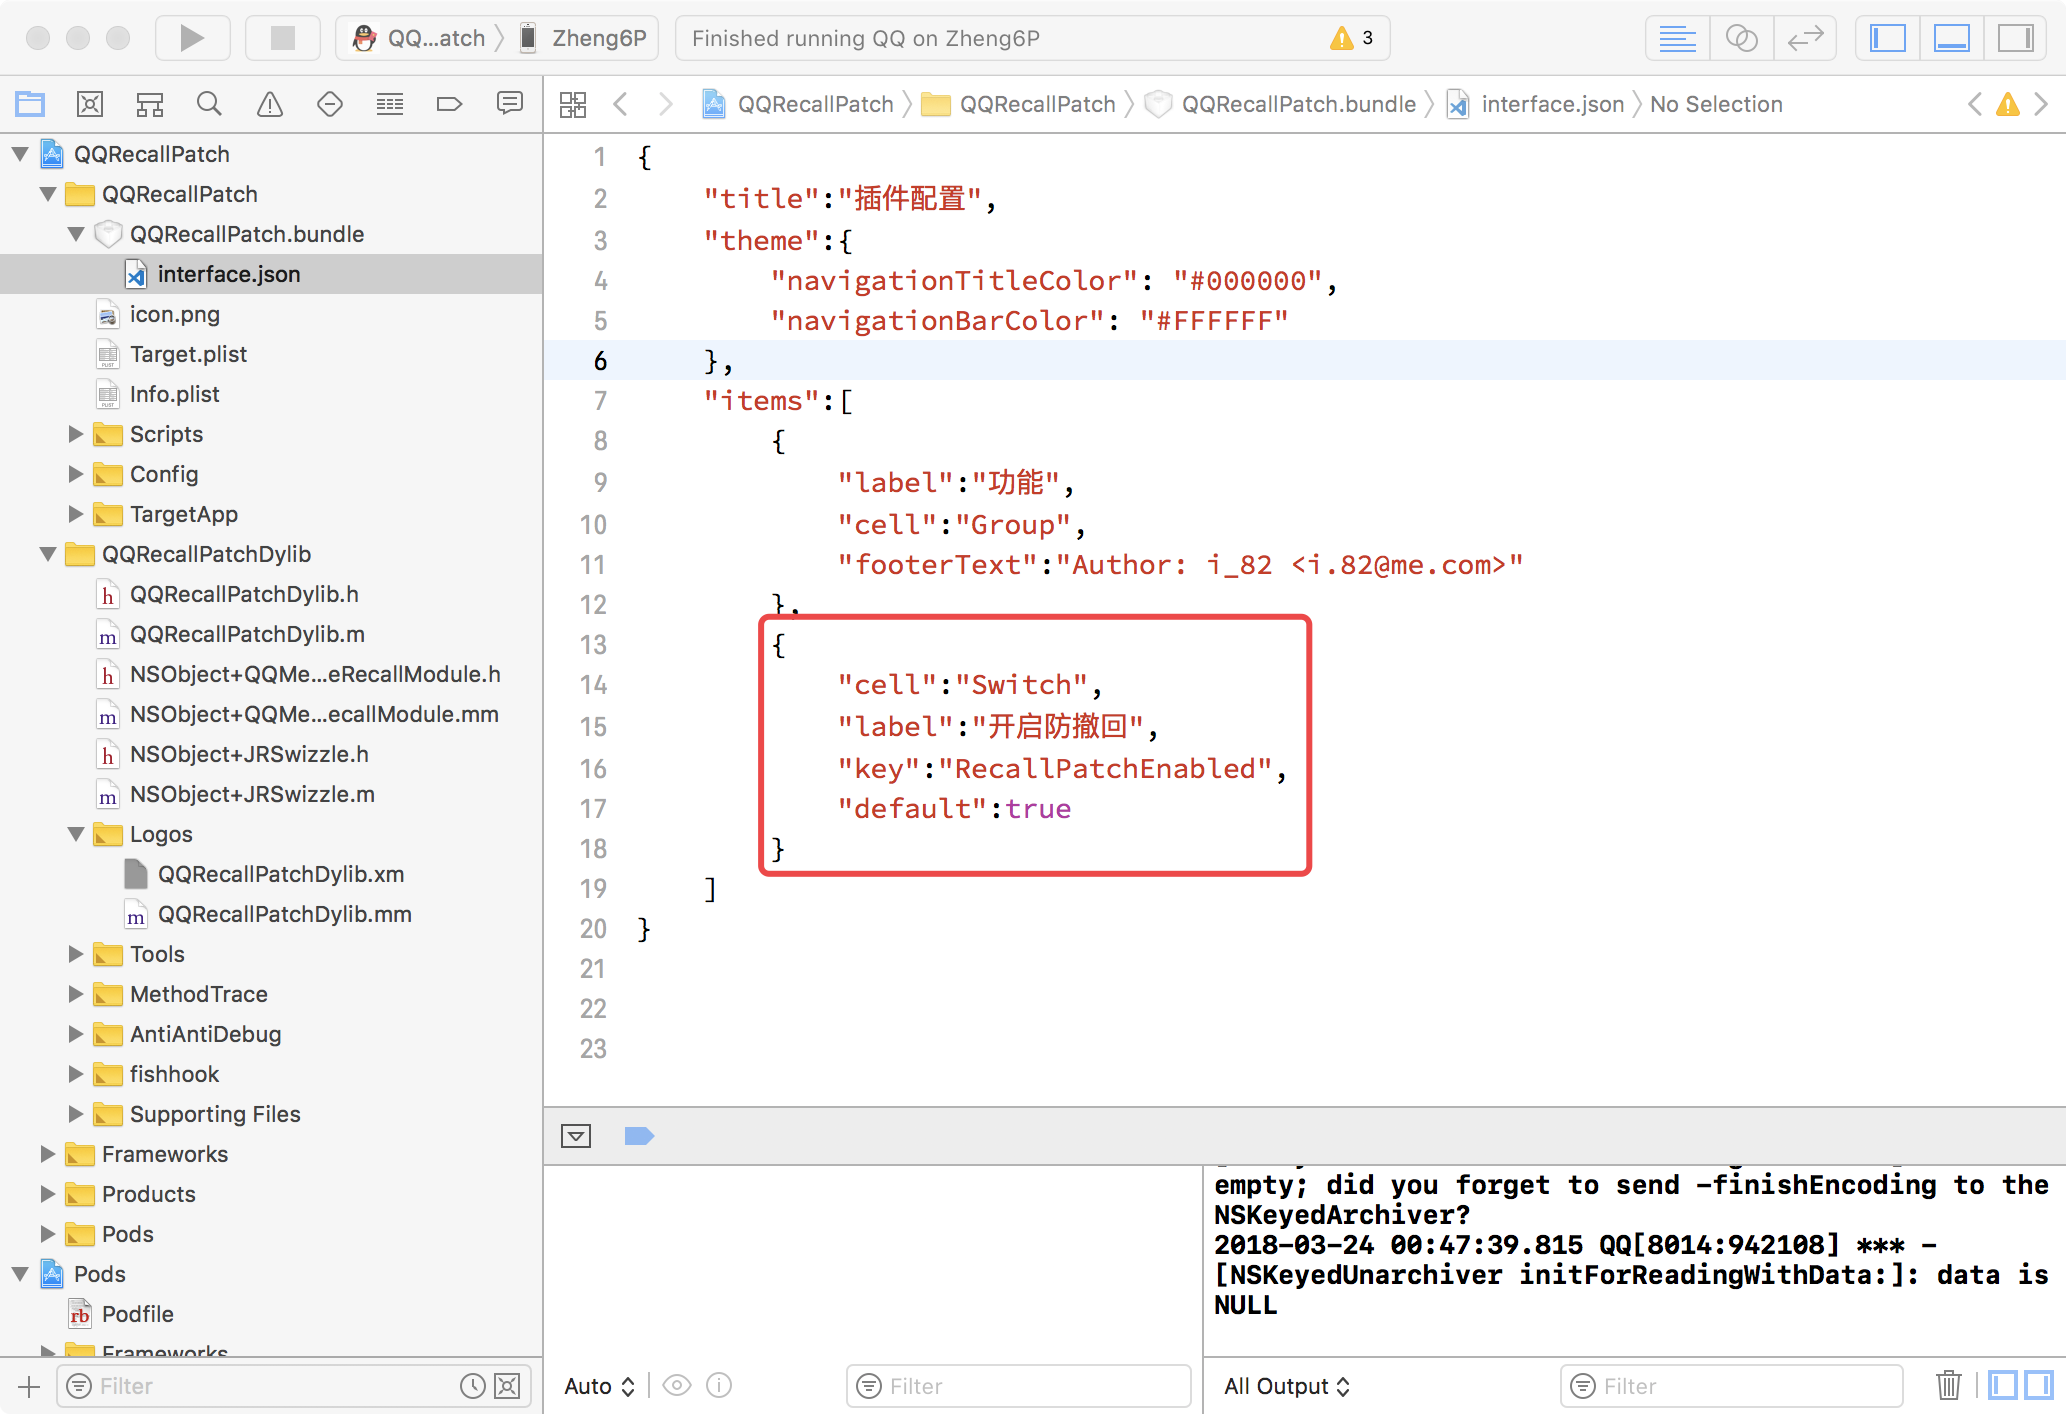 QQ...atch
Zheng6P
Finished running QQ on Zheng6P
3
QQRecallPatch
QQRecallPatch
QQRecallPatch.bundle
interface.json
No Selection
QQRecallPatch
QQRecallPatch
QQRecallPatch.bundle
interface.json
icon.png
Target.plist
Info.plist
Scripts
Config
TargetApp
QQRecallPatchDylib
QQRecallPatchDylib.h
QQRecallPatchDylib.m
NSObject+QQMe...eRecallModule.h
NSObject+QQMe...ecallModule.mm
NSObject+JRSwizzle.h
NSObject+JRSwizzle.m
Logos
QQRecallPatchDylib.xm
QQRecallPatchDylib.mm
Tools
MethodTrace
AntiAntiDebug
fishhook
Supporting Files
Frameworks
Products
Pods
Pods
Podfile
Frameworks
Filter
1 {
2 "title":"插件配置",
3 "theme":{
4 "navigationTitleColor": "#000000",
5 "navigationBarColor": "#FFFFFF"
6 },
7 "items":[
8 {
9 "label":"功能",
10 "cell":"Group",
11 "footerText":"Author: i_82 <i.82@me.com>"
12 },
13 {
14 "cell":"Switch",
15 "label":"开启防撤回",
16 "key":"RecallPatchEnabled",
17 "default":true
18 }
19 ]
20 }
21
22
23
empty; did you forget to send -finishEncoding to the
NSKeyedArchiver?
2018-03-24 00:47:39.815 QQ[8014:942108] *** -
[NSKeyedUnarchiver initForReadingWithData:]: data is
NULL
Auto
Filter
All Output
Filter